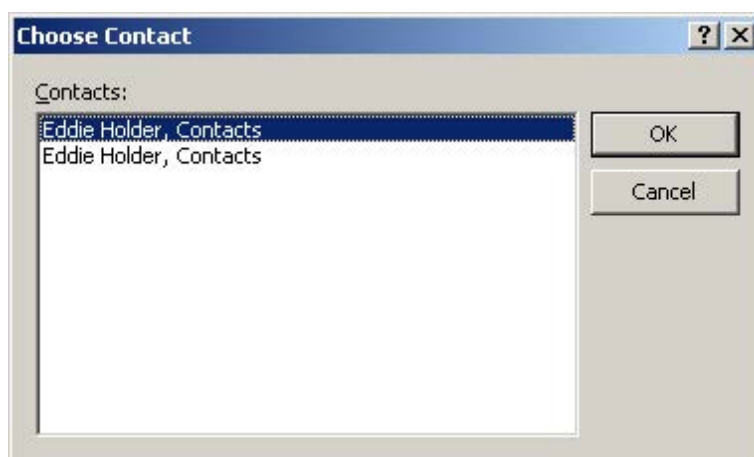 Choose Contact
Contacts:
Eddie Holder, Contacts
Eddie Holder, Contacts
OK
Cancel